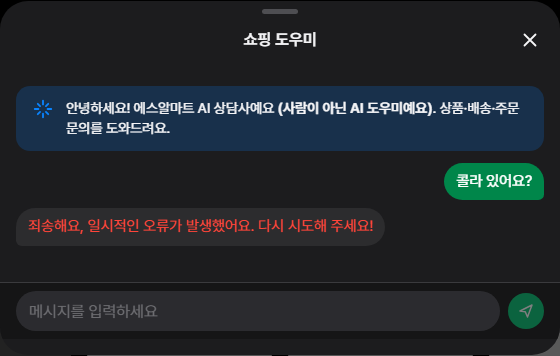 쇼핑 도우미
안녕하세요! 에스알마트 AI 상담사예요 (사람이 아닌 AI 도우미예요). 상품·배송·주문
문의를 도와드려요.
콜라 있어요?
죄송해요, 일시적인 오류가 발생했어요. 다시 시도해 주세요!
메시지를 입력하세요